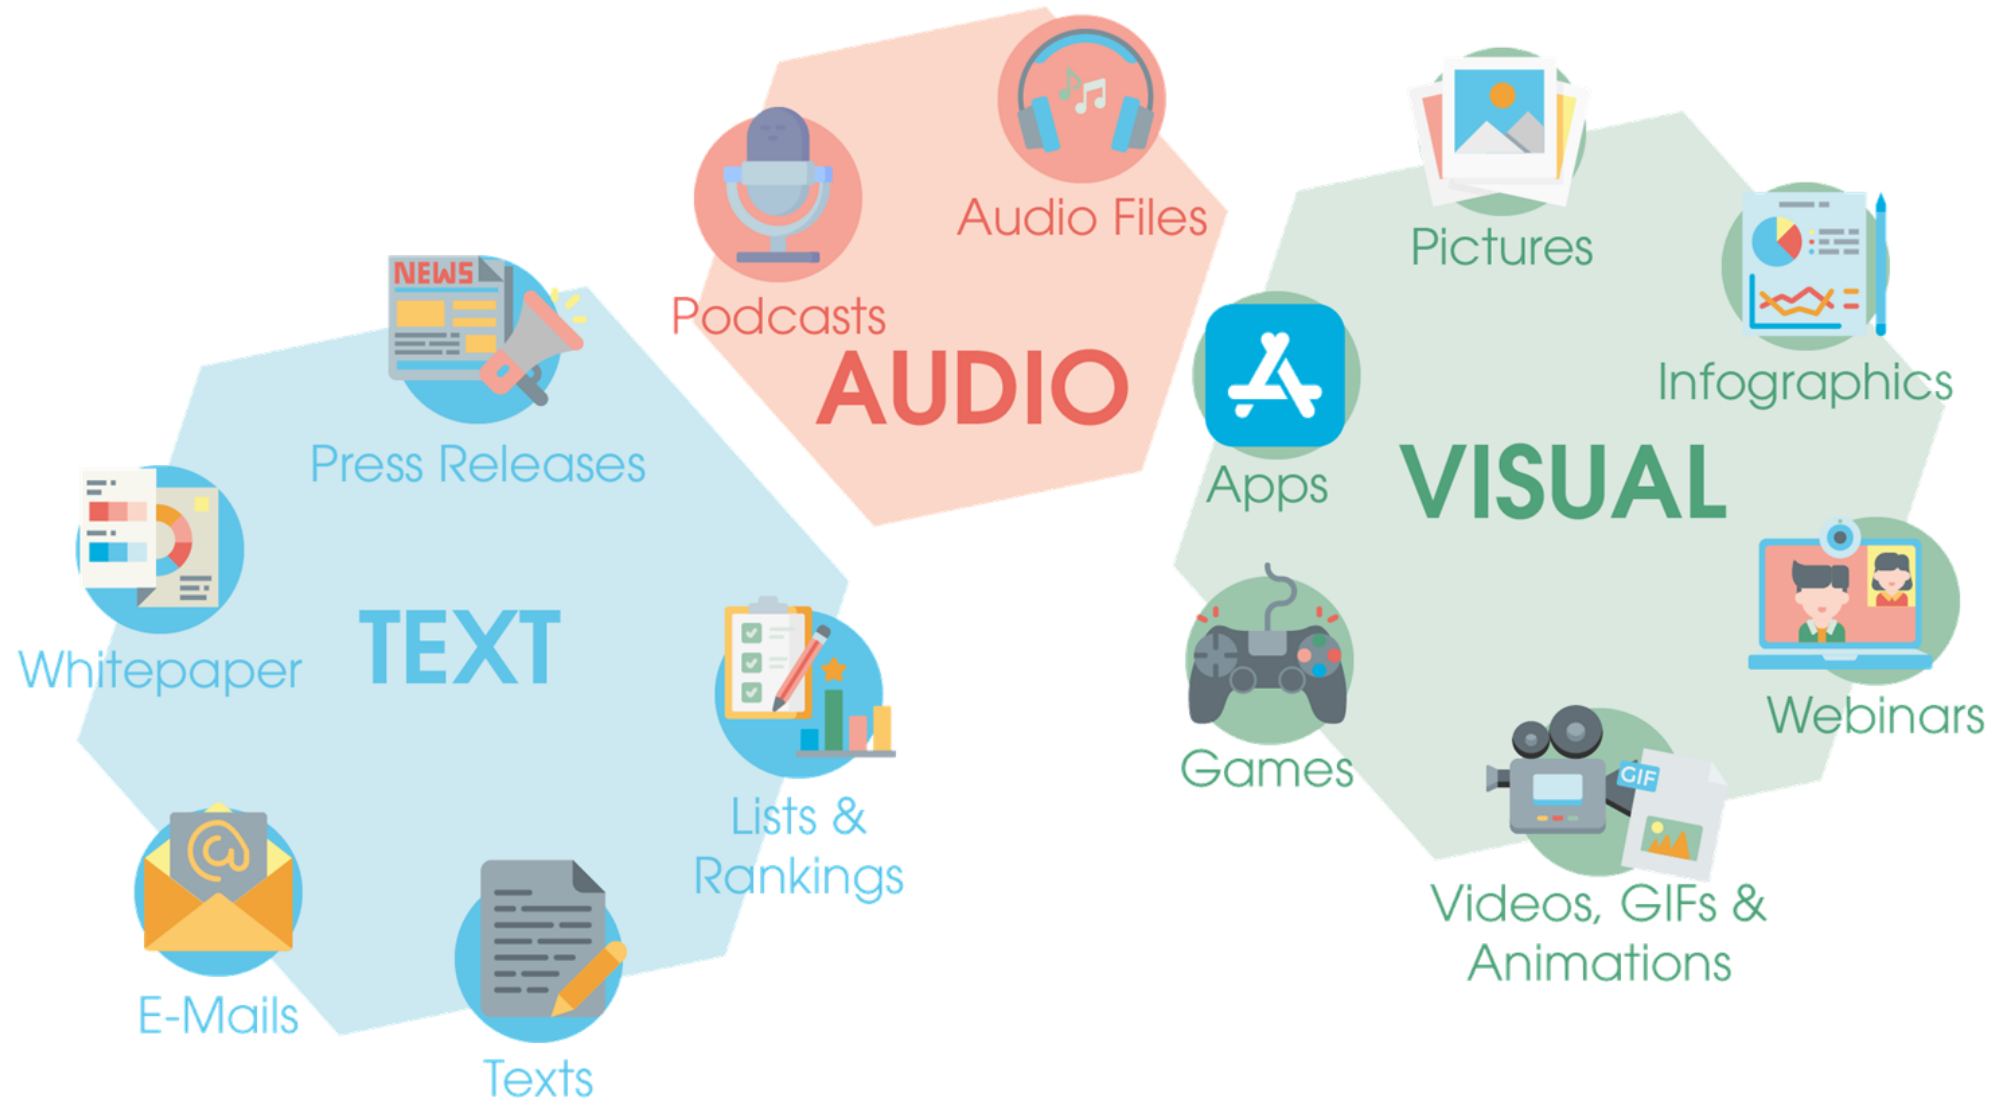 NEWS
Press Releases
Whitepaper
TEXT
Lists &
Rankings
@
E-Mails
Texts
Audio Files
Podcasts
AUDIO
Pictures
Infographics
Apps
VISUAL
Webinars
Games
GIF
Videos, GIFs &
Animations